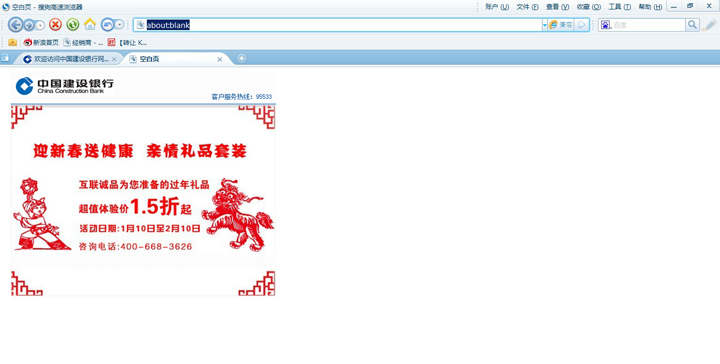 空白页 - 搜狗高速浏览器
账户 (U) 文件 (F) 查看 (V) 收藏 (O) 工具 (T) 帮助 (H)
aboutblank
兼容
百度
新浪首页 经销商 - ... 【转让 K...
欢迎访问中国建设银行网... 空白页
中国建设银行
China Construction Bank
客户服务热线：95533
迎新春送健康 亲情礼品套装
互联诚品为您准备的过年礼品
超值体验价1.5折起
活动日期:1月10日至2月10日
咨询电话:400-668-3626